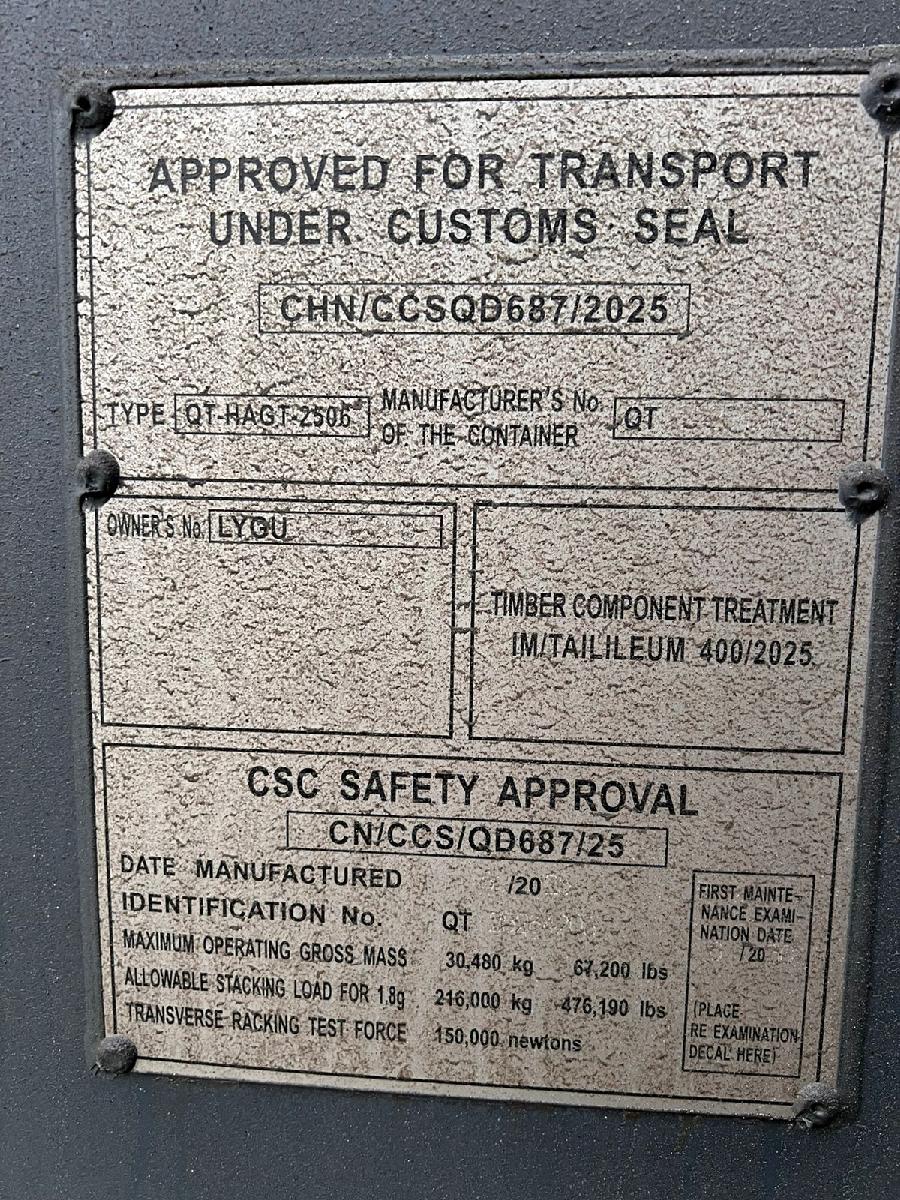 APPROVED FOR TRANSPORT
UNDER CUSTOMS SEAL
CHN/CCSQD687/2025
TYPE QT-HAGT-2506 MANUFACTURER'S No. OF THE CONTAINER QT
OWNER'S No. LYGU
TIMBER COMPONENT TREATMENT
IM/TAILILEUM 400/2025
CSC SAFETY APPROVAL
CN/CCS/QD687/25
DATE MANUFACTURED /20
IDENTIFICATION No. QT
MAXIMUM OPERATING GROSS MASS 30,480 kg 67,200 lbs
ALLOWABLE STACKING LOAD FOR 1.8g 216,000 kg 476,190 lbs
TRANSVERSE RACKING TEST FORCE 150,000 newtons
FIRST MAINTE-
NANCE EXAMI-
NATION DATE
/20
(PLACE
RE EXAMINATION
DECAL HERE)